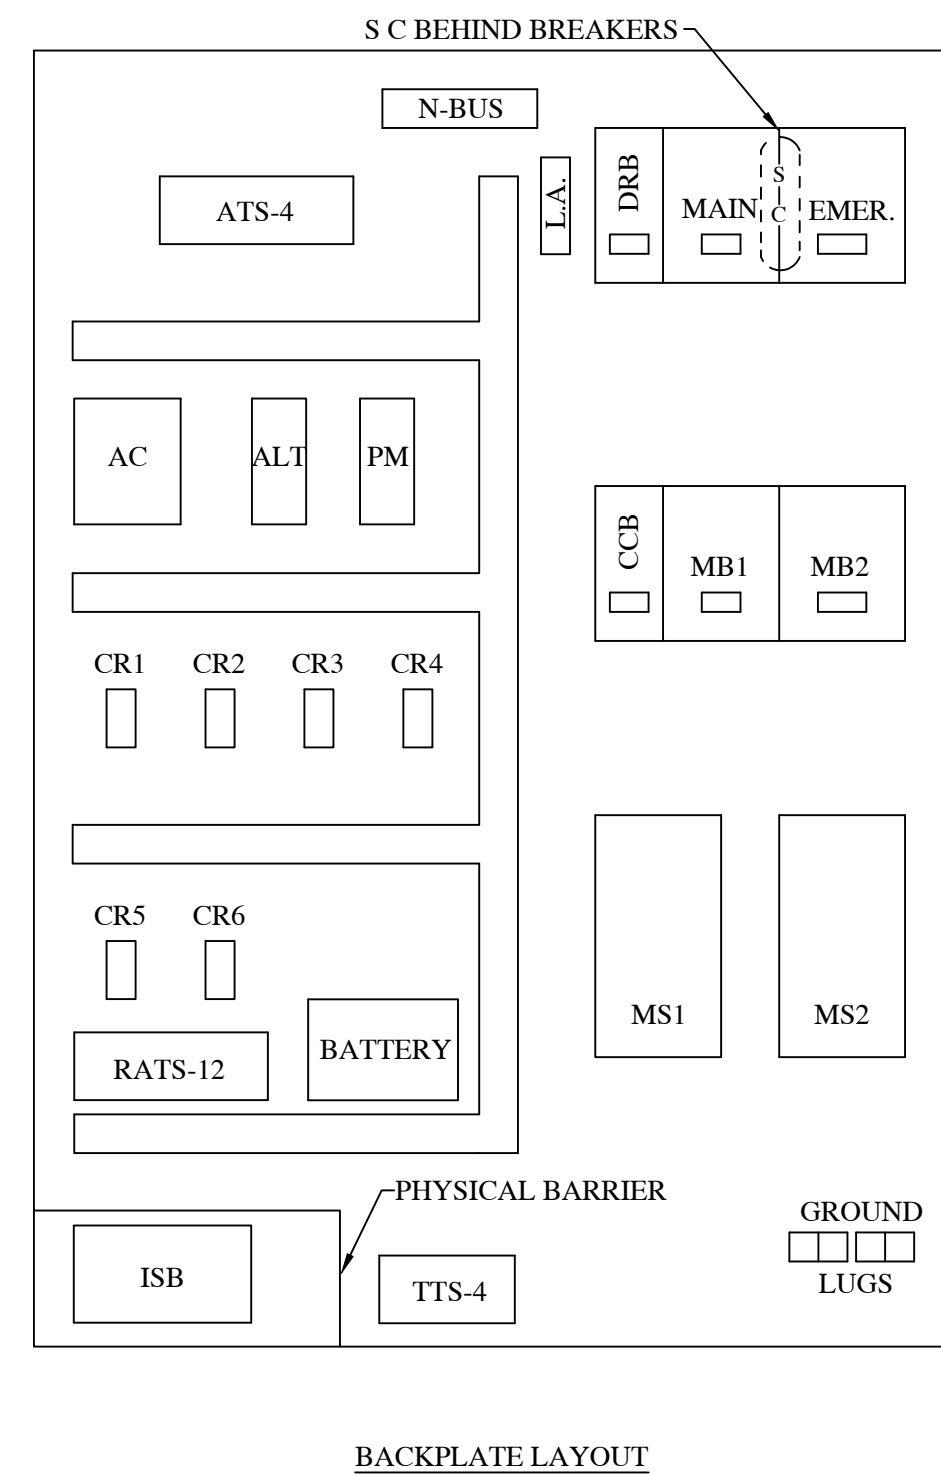 S C BEHIND BREAKERS
N-BUS
ATS-4
L.A.
DRB
MAIN
S
C
EMER.
AC
ALT
PM
CCB
MB1
MB2
CR1
CR2
CR3
CR4
CR5
CR6
MS1
MS2
BATTERY
RATS-12
PHYSICAL BARRIER
GROUND
LUGS
ISB
TTS-4
BACKPLATE LAYOUT